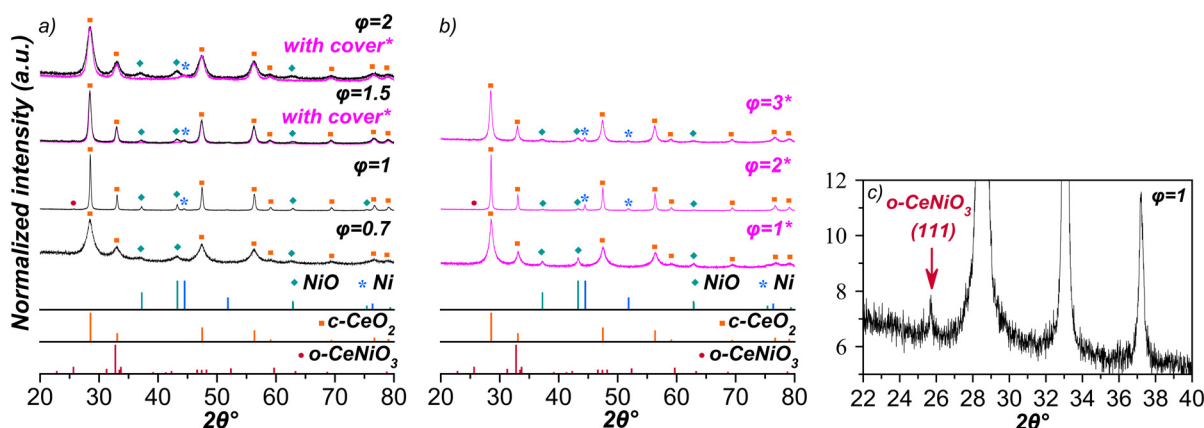 Normalized intensity (a.u.)
a)
φ=2
with cover*
φ=1.5
with cover*
φ=1
φ=0.7
NiO
* Ni
c-CeO2
o-CeNiO3
20 30 40 50 60 70 80
2θ°
b)
φ=3*
φ=2*
φ=1*
NiO
* Ni
c-CeO2
o-CeNiO3
20 30 40 50 60 70 80
2θ°
c)
φ=1
o-CeNiO3
(111)
12
10
8
6
22 24 26 28 30 32 34 36 38 40
2θ°